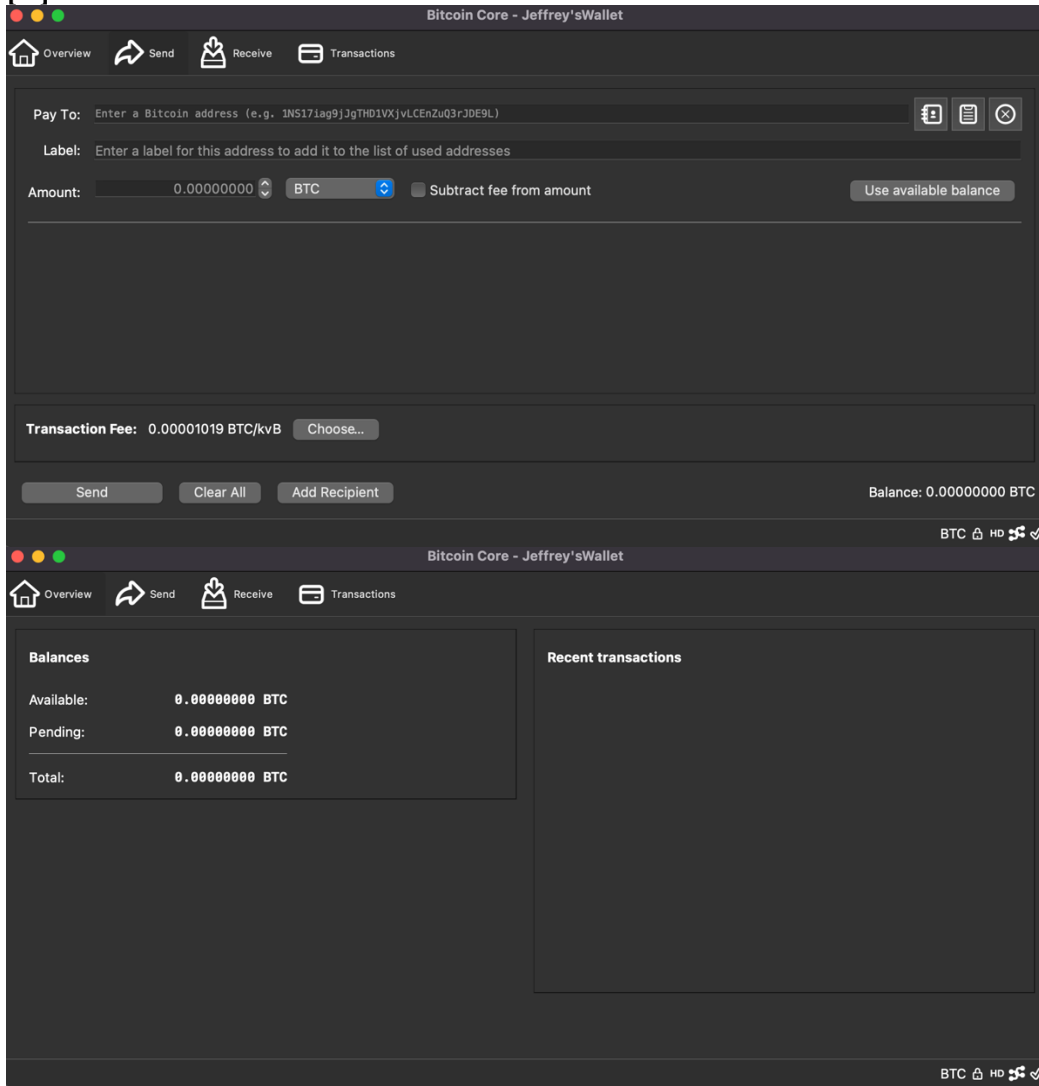 Bitcoin Core - Jeffrey'sWallet
Overview Send Receive Transactions
Pay To: Enter a Bitcoin address (e.g. 1NS17iag9jJgTHD1VXjvLCEnZuQ3rJDE9L)
Label: Enter a label for this address to add it to the list of used addresses
Amount: 0.00000000 BTC Subtract fee from amount Use available balance
Transaction Fee: 0.00001019 BTC/kvB Choose...
Send Clear All Add Recipient Balance: 0.00000000 BTC
BTC HD
Bitcoin Core - Jeffrey'sWallet
Overview Send Receive Transactions
Balances Recent transactions
Available: 0.00000000 BTC
Pending: 0.00000000 BTC
Total: 0.00000000 BTC
BTC HD